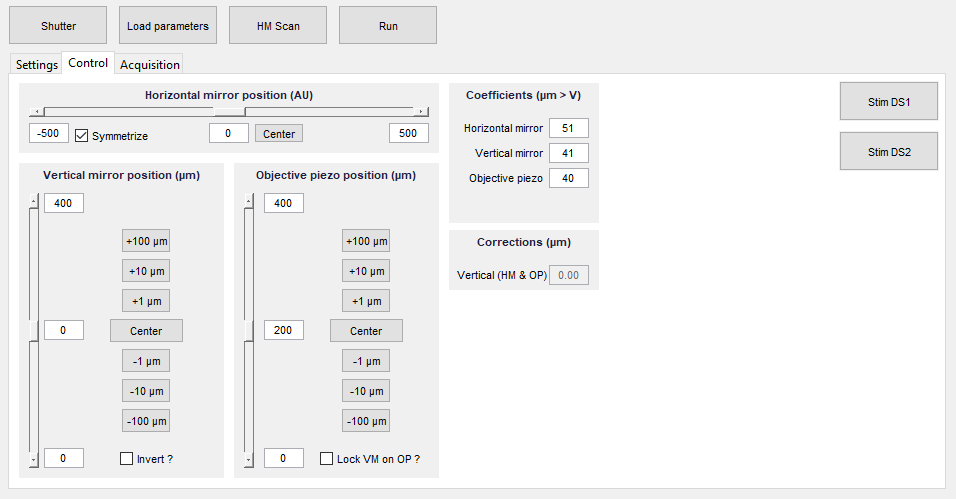 Shutter
Load parameters
HM Scan
Run
Settings
Control
Acquisition
Horizontal mirror position (AU)
-500
Symmetrize
0
Center
500
Vertical mirror position (µm)
400
+100 µm
+10 µm
+1 µm
0
Center
-1 µm
-10 µm
-100 µm
0
Invert ?
Objective piezo position (µm)
400
+100 µm
+10 µm
+1 µm
200
Center
-1 µm
-10 µm
-100 µm
0
Lock VM on OP ?
Coefficients (µm > V)
Horizontal mirror 51
Vertical mirror 41
Objective piezo 40
Corrections (µm)
Vertical (HM & OP) 0.00
Stim DS1
Stim DS2